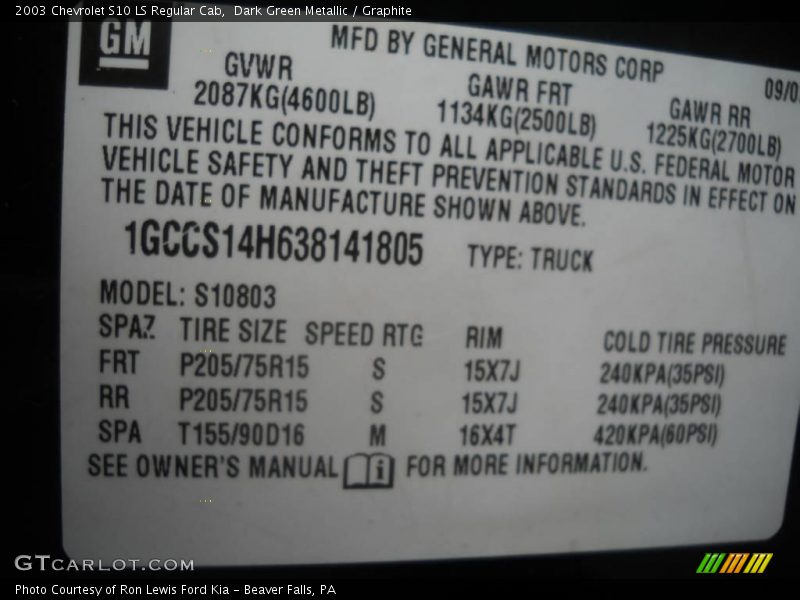 2003 Chevrolet S10 LS Regular Cab, Dark Green Metallic / Graphite
GM
MFD BY GENERAL MOTORS CORP
09/0
GVWR GAWR FRT GAWR RR
2087KG(4600LB) 1134KG(2500LB) 1225KG(2700LB)
THIS VEHICLE CONFORMS TO ALL APPLICABLE U.S. FEDERAL MOTOR
VEHICLE SAFETY AND THEFT PREVENTION STANDARDS IN EFFECT ON
THE DATE OF MANUFACTURE SHOWN ABOVE.
1GCCS14H638141805 TYPE: TRUCK
MODEL: S10803
SPAZ TIRE SIZE SPEED RTG RIM COLD TIRE PRESSURE
FRT P205/75R15 S 15X7J 240KPA(35PSI)
RR P205/75R15 S 15X7J 240KPA(35PSI)
SPA T155/90D16 M 16X4T 420KPA(60PSI)
SEE OWNER'S MANUAL i FOR MORE INFORMATION.
GTCARLOT.COM
Photo Courtesy of Ron Lewis Ford Kia - Beaver Falls, PA